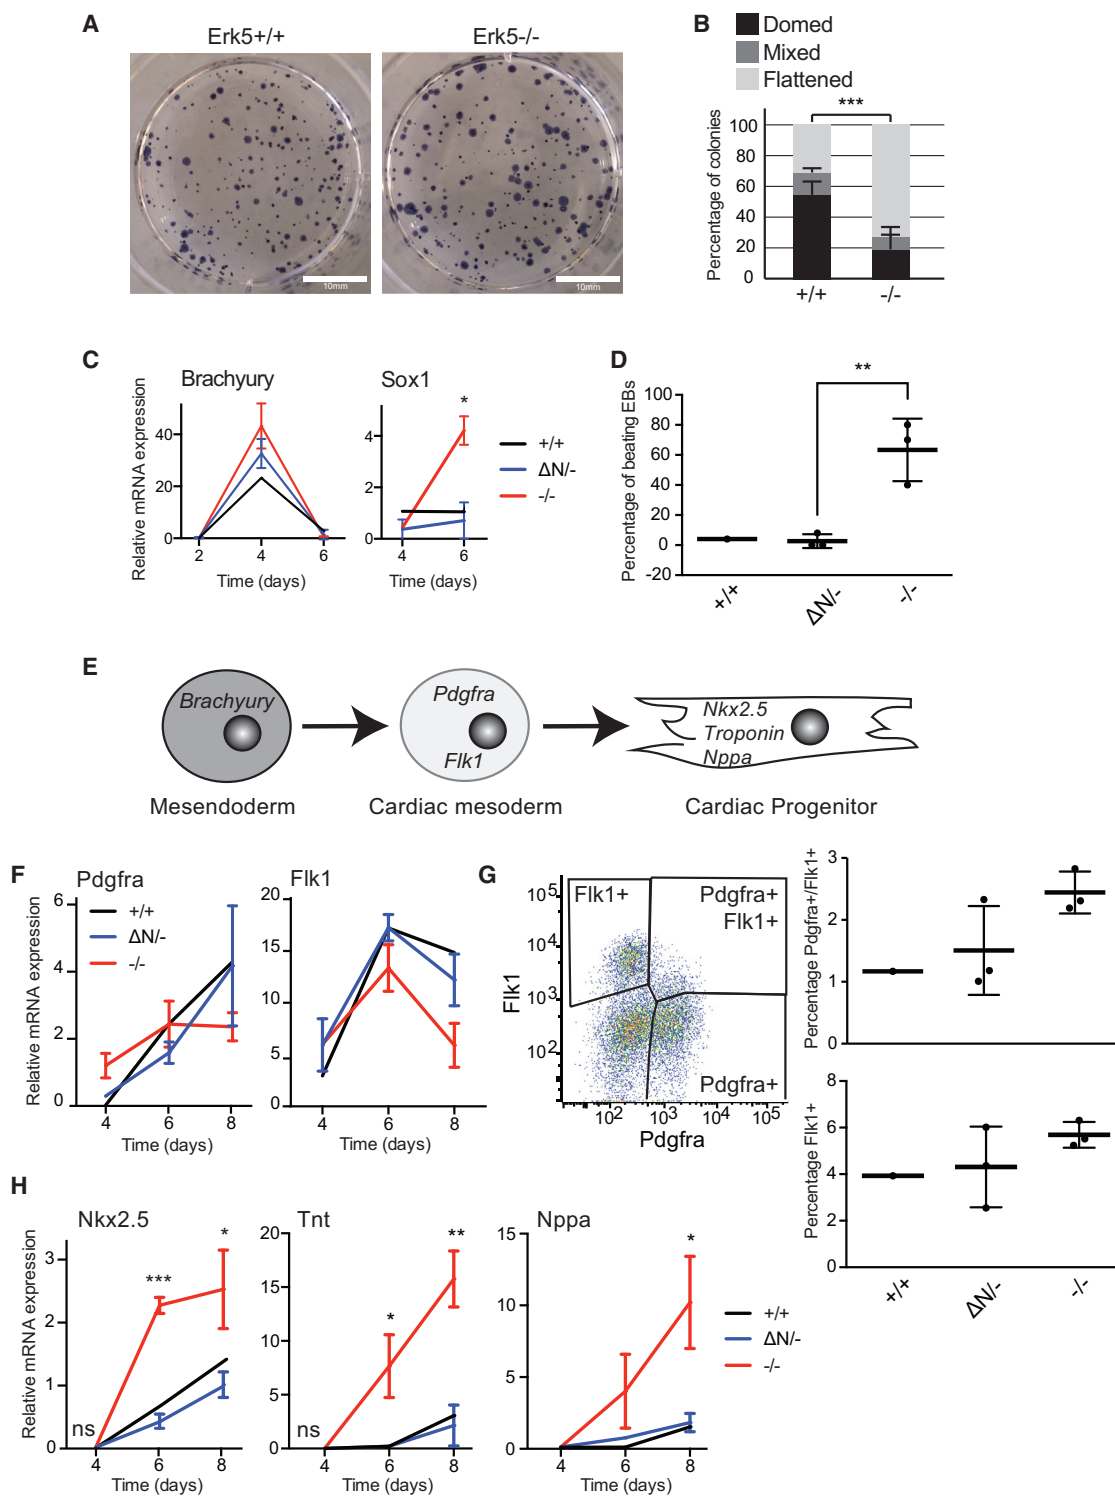 A
Erk5+/+
Erk5-/-
10mm
10mm
B
Domed
Mixed
Flattened
***
Percentage of colonies
100
80
60
40
20
0
+/+
-/-
C
Brachyury
Relative mRNA expression
40
20
0
2
4
6
Time (days)
Sox1
*
4
2
0
4
6
Time (days)
+/+
ΔN/-
-/-
D
**
Percentage of beating EBs
100
80
60
40
20
0
-20
+/+
ΔN/-
-/-
E
Brachyury
Mesendoderm
Pdgfra
Flk1
Cardiac mesoderm
Nkx2.5
Troponin
Nppa
Cardiac Progenitor
F
Pdgfra
+/+
ΔN/-
-/-
Relative mRNA expression
6
4
2
0
4
6
8
Time (days)
Flk1
20
15
10
5
0
4
6
8
Time (days)
G
Flk1+
Pdgfra+
Flk1+
Pdgfra+
Flk1
10⁵
10⁴
10³
10²
10²
10³
10⁴
10⁵
Pdgfra
Percentage Pdgfra+/Flk1+
3
2
1
0
Percentage Flk1+
8
6
4
2
0
+/+
ΔN/-
-/-
H
Nkx2.5
Relative mRNA expression
3
2
1
0
ns
***
*
4
6
8
Time (days)
Tnt
20
15
10
5
0
ns
*
**
4
6
8
Time (days)
Nppa
15
10
5
0
*
4
6
8
Time (days)
+/+
ΔN/-
-/-